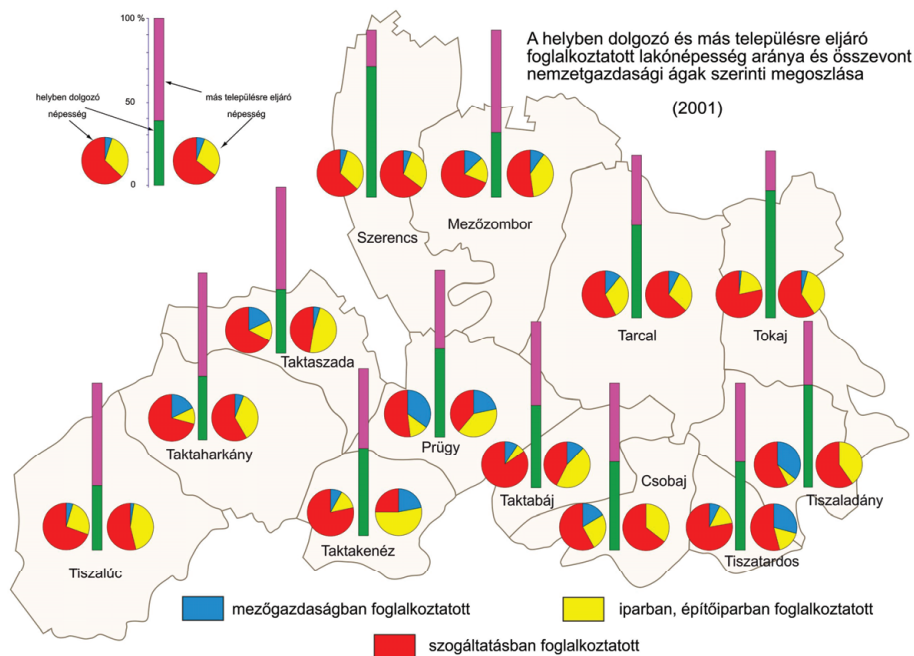 A helyben dolgozó és más településre eljáró
foglalkoztatott lakónépesség aránya és összevont
nemzetgazdasági ágak szerinti megoszlása
(2001)
100 %
50
0
helyben dolgozó
népesség
más településre eljáró
népesség
Szerencs
Mezőzombor
Tarcal
Tokaj
Taktaszada
Prügy
Taktaharkány
Taktabáj
Csobaj
Tiszaladány
Taktakenéz
Tiszatardos
Tiszalúc
mezőgazdaságban foglalkoztatott
iparban, építőiparban foglalkoztatott
szogáltatásban foglalkoztatott